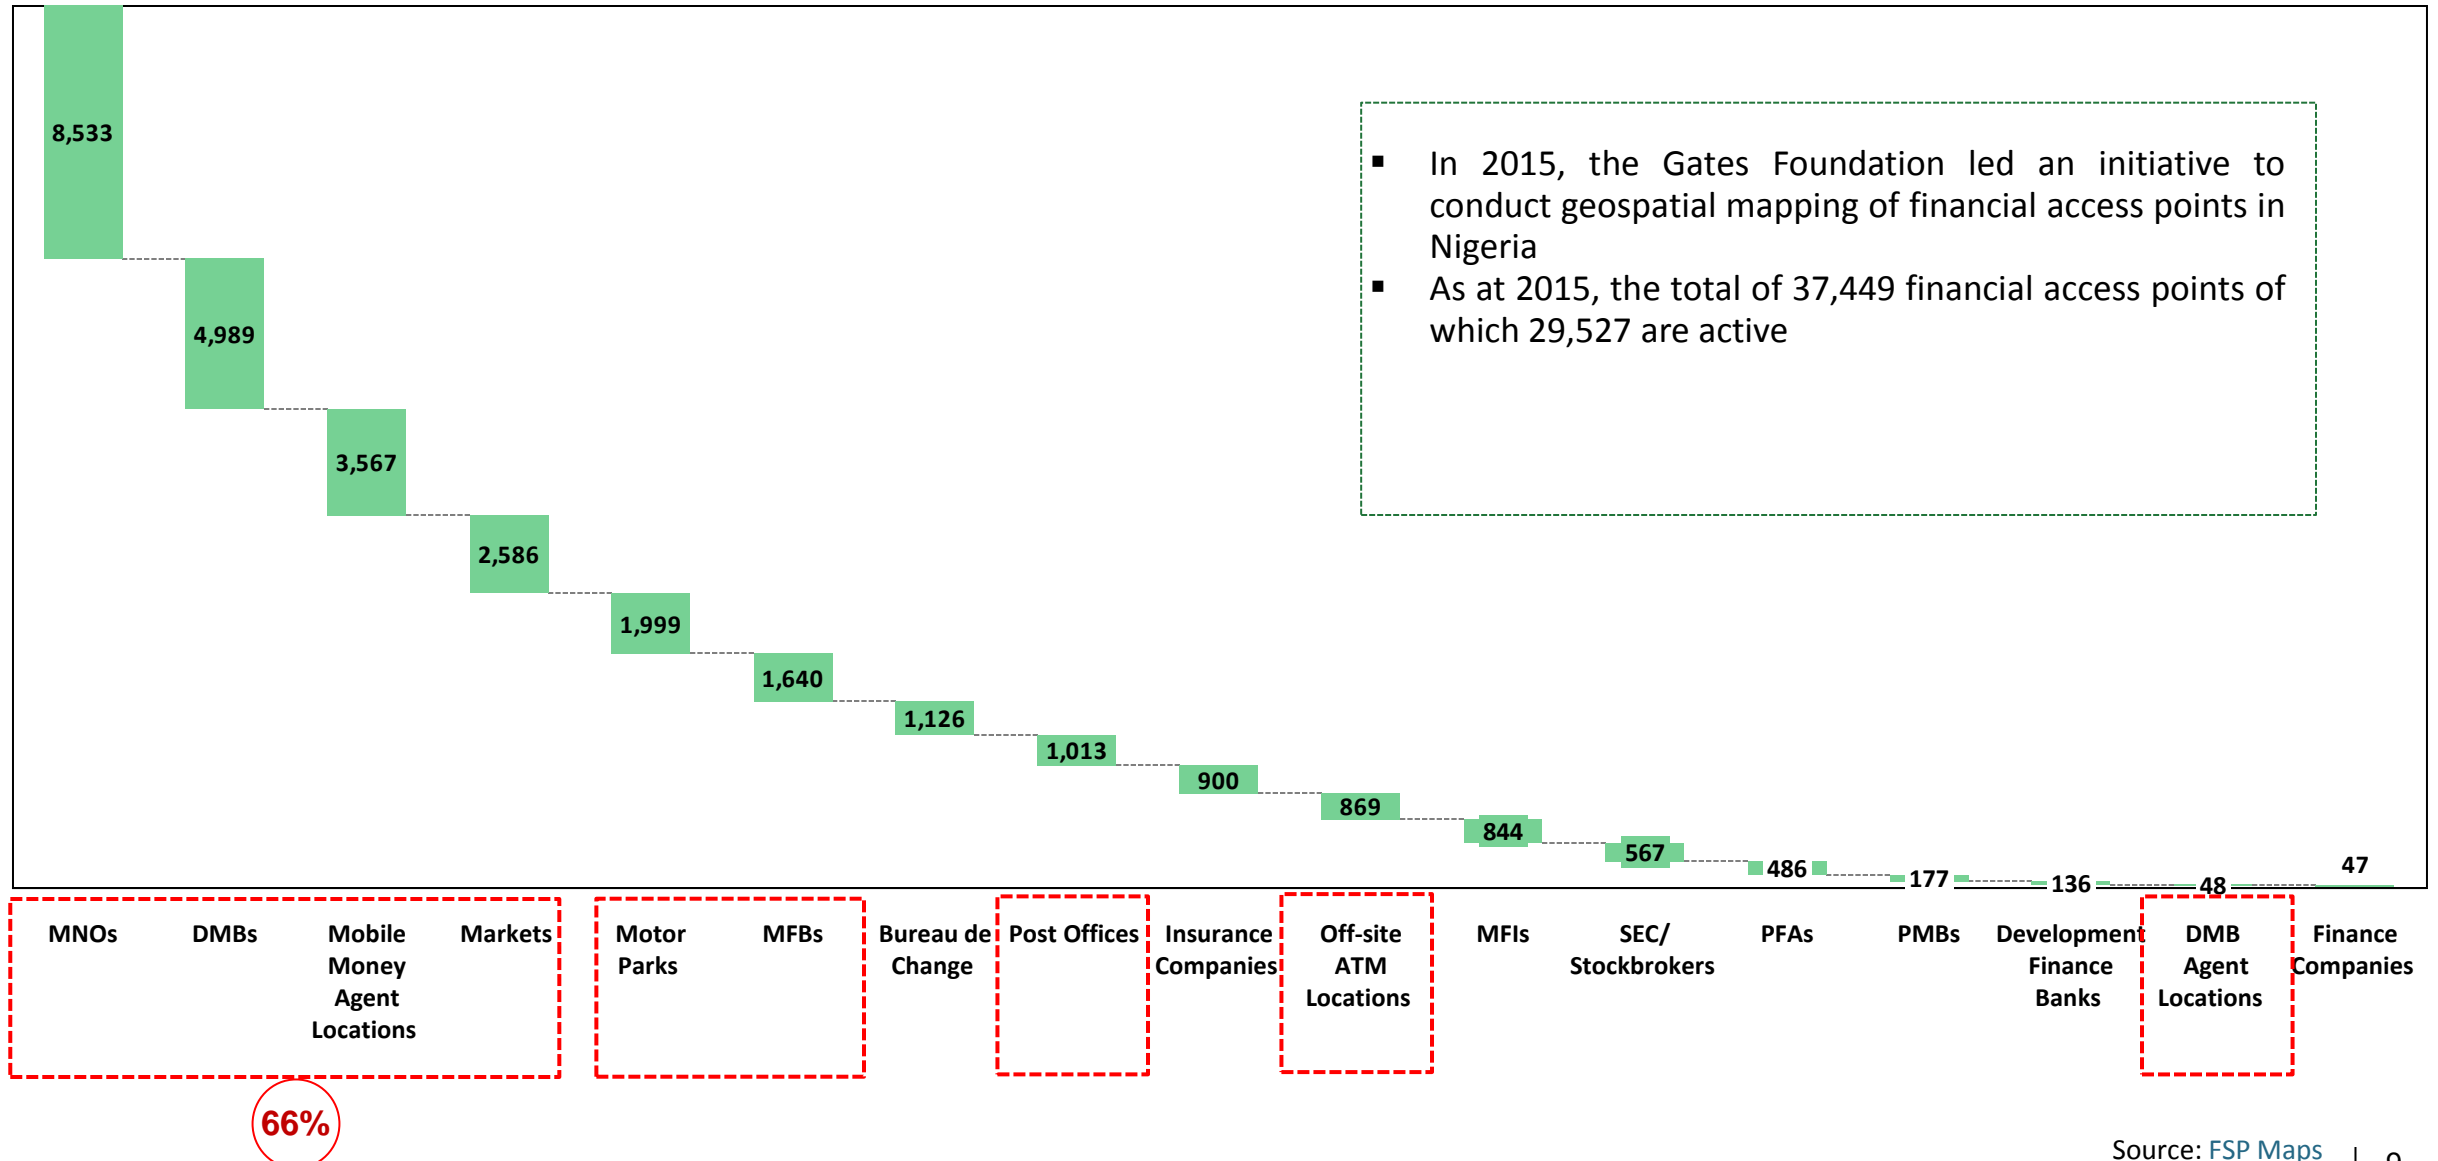 8,533
▪ In 2015, the Gates Foundation led an initiative to
conduct geospatial mapping of financial access points in
Nigeria
▪ As at 2015, the total of 37,449 financial access points of
which 29,527 are active
4,989
3,567
2,586
1,999
1,640
1,126
1,013
900
869
844
567
486
177
136
48
47
MNOs
DMBs
Mobile
Money
Agent
Locations
Markets
Motor
Parks
MFBs
Bureau de
Change
Post Offices
Insurance
Companies
Off-site
ATM
Locations
MFIs
SEC/
Stockbrokers
PFAs
PMBs
Development
Finance
Banks
DMB
Agent
Locations
Finance
Companies
66%
Source: FSP Maps |